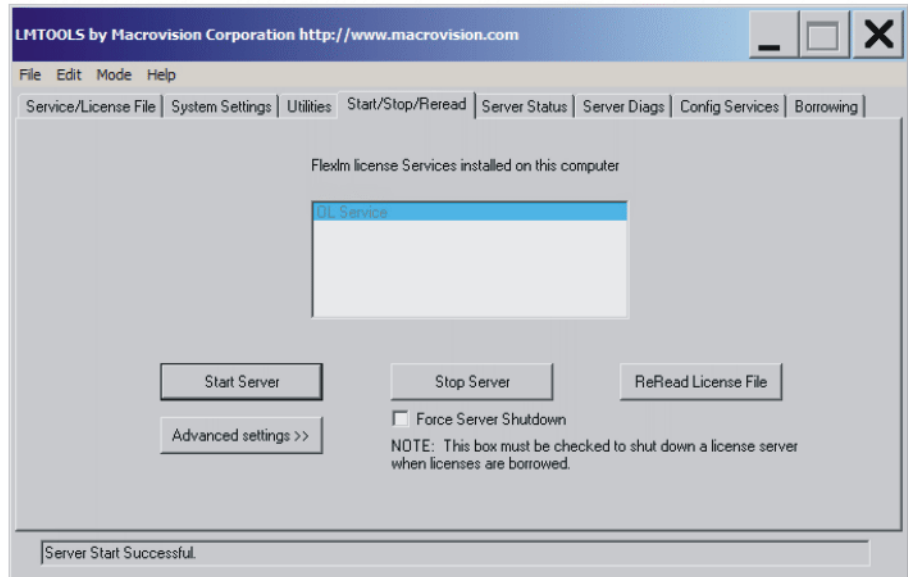 LMTOOLS by Macrovision Corporation http://www.macrovision.com
File Edit Mode Help
Service/License File System Settings Utilities Start/Stop/Reread Server Status Server Diags Config Services Borrowing
Flexlm license Services installed on this computer
OL Service
Start Server Stop Server ReRead License File
Force Server Shutdown
Advanced settings >>
NOTE: This box must be checked to shut down a license server
when licenses are borrowed.
Server Start Successful.